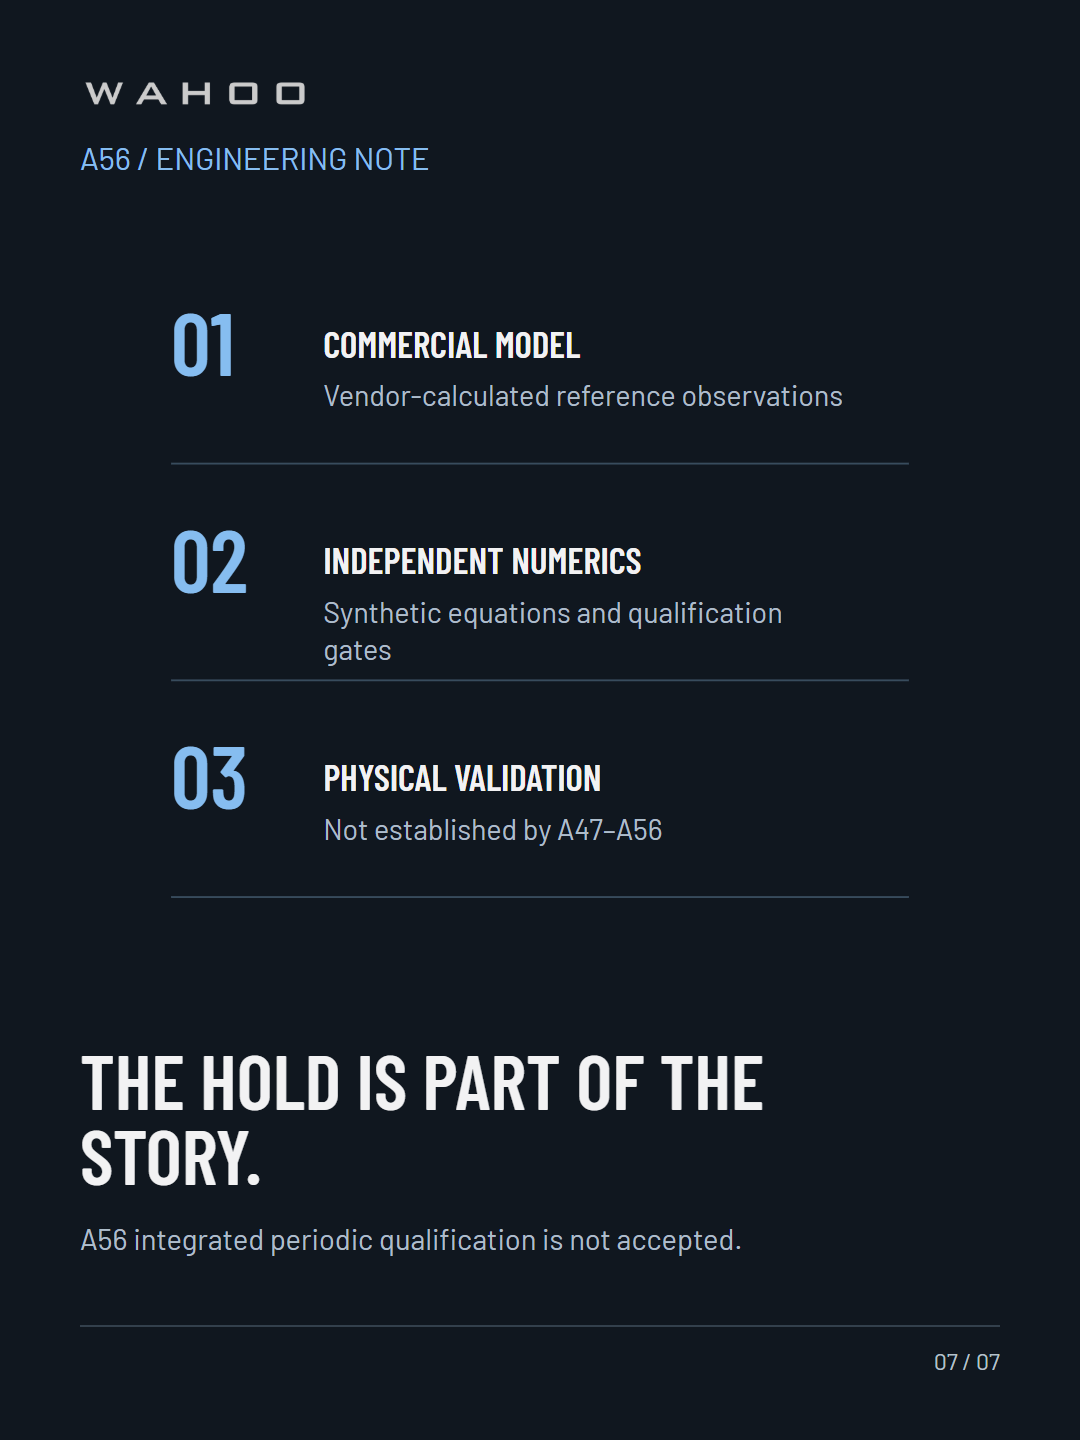 WAHOO
A56 / ENGINEERING NOTE
01
COMMERCIAL MODEL
Vendor-calculated reference observations
02
INDEPENDENT NUMERICS
Synthetic equations and qualification
gates
03
PHYSICAL VALIDATION
Not established by A47–A56
THE HOLD IS PART OF THE
STORY.
A56 integrated periodic qualification is not accepted.
07 / 07